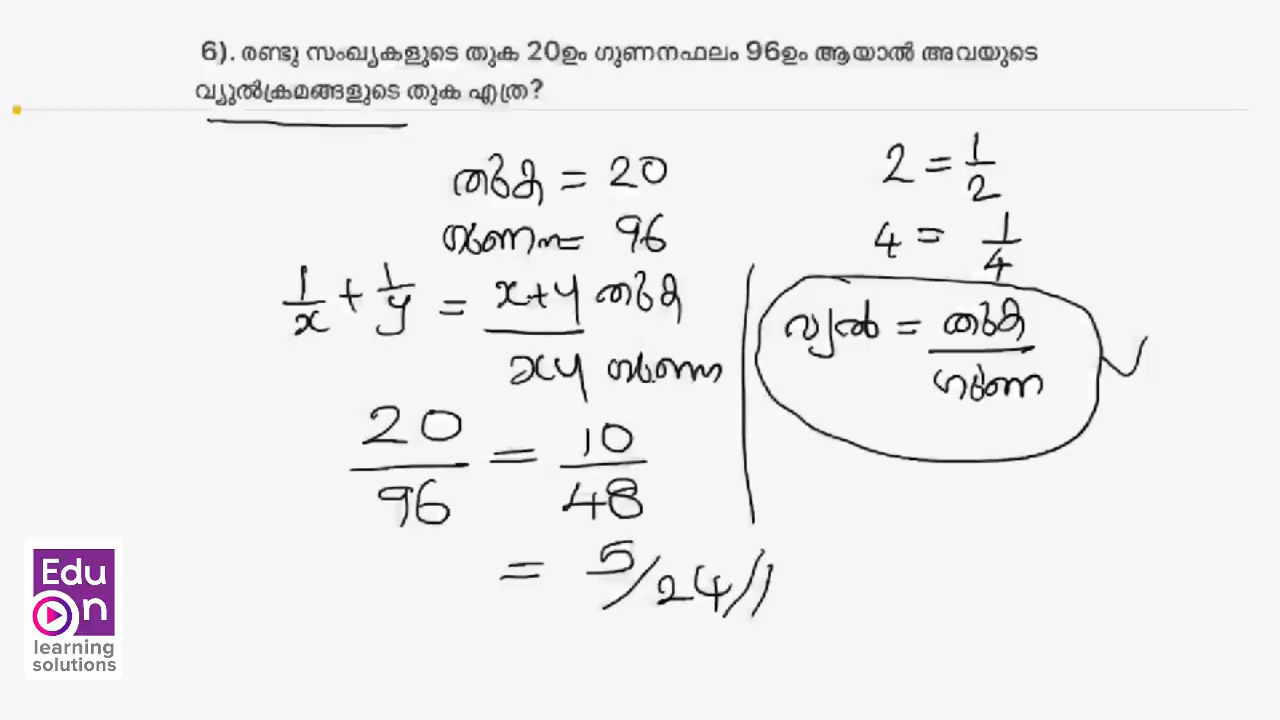 6). രണ്ടു സംഖ്യകളുടെ തുക 20ഉം ഗുണനഫലം 96ഉം ആയാൽ അവയുടെ
വ്യുൽക്രമങ്ങളുടെ തുക എത്ര?
തുക = 20
ഗുണന = 96
1/x + 1/y = x+y തുക
xy ഗുണന
20/96 = 10/48
= 5/24//
2 = 1/2
4 = 1/4
വ്യുൽ = തുക/ഗുണന
Edu
On
learning
solutions